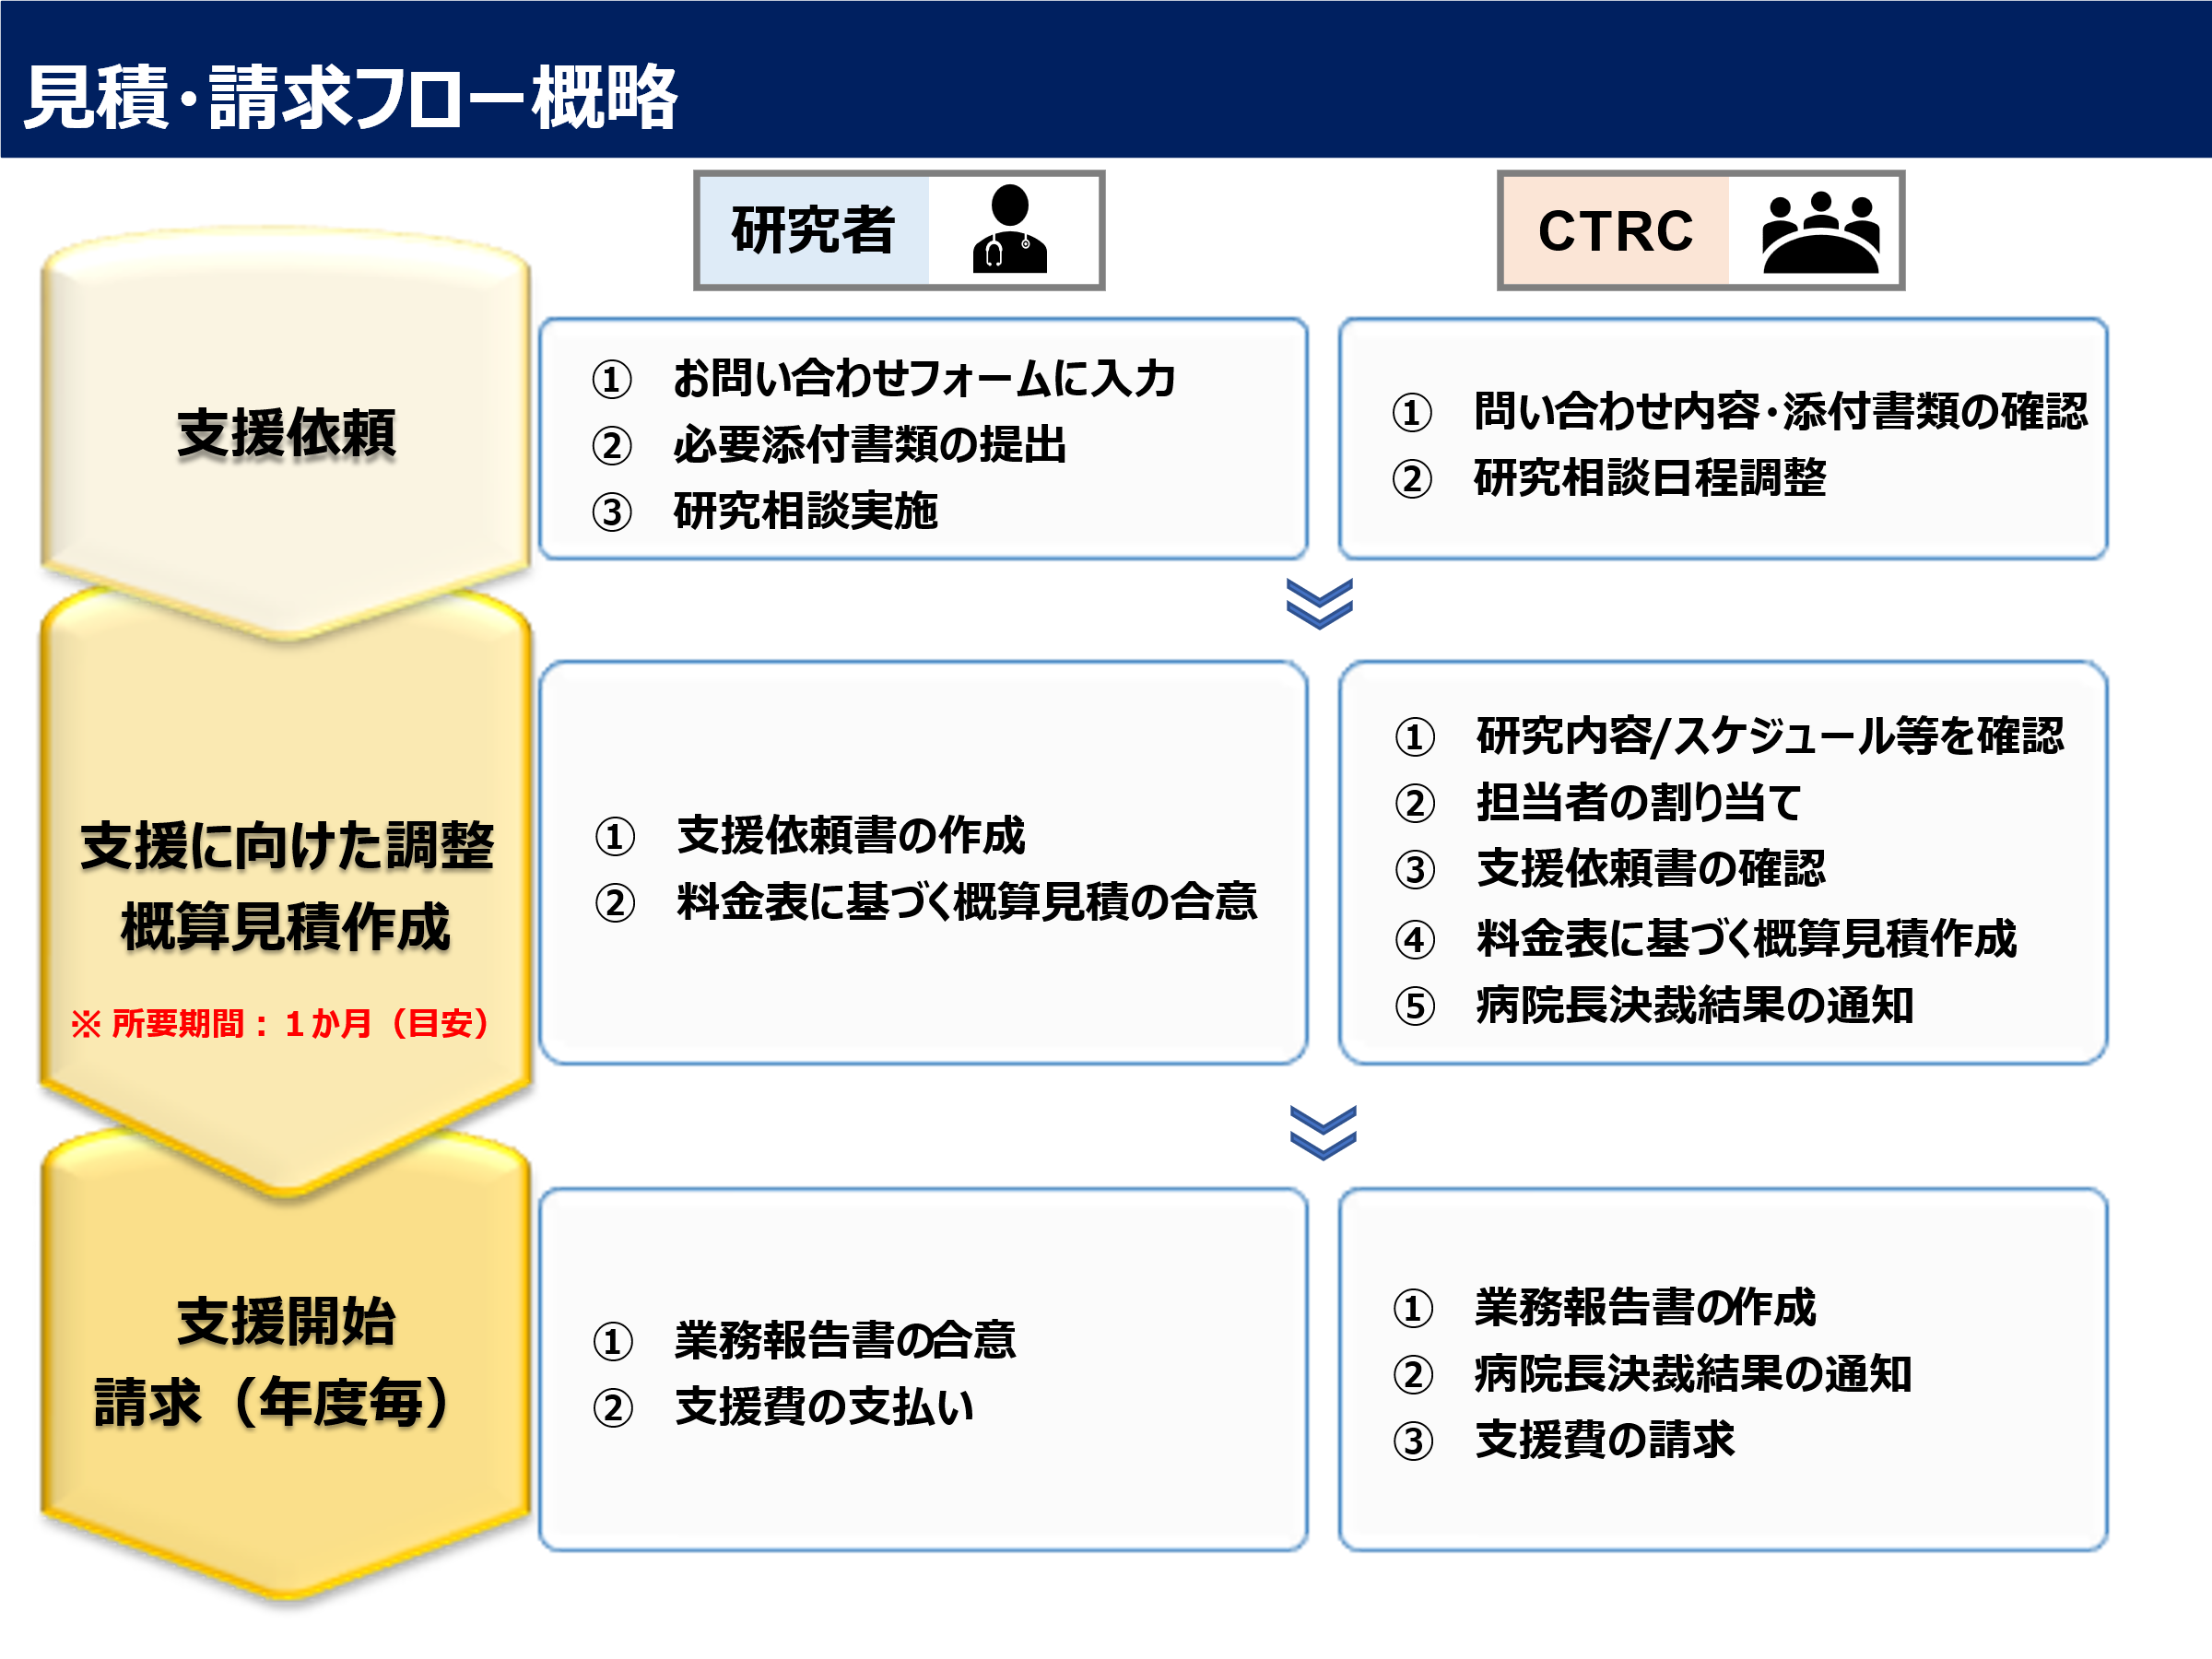 見積・請求フロー概略
研究者
CTRC
支援依頼
① お問い合わせフォームに入力
② 必要添付書類の提出
③ 研究相談実施
① 問い合わせ内容・添付書類の確認
② 研究相談日程調整
支援に向けた調整
概算見積作成
※ 所要期間：１か月（目安）
① 支援依頼書の作成
② 料金表に基づく概算見積の合意
① 研究内容/スケジュール等を確認
② 担当者の割り当て
③ 支援依頼書の確認
④ 料金表に基づく概算見積作成
⑤ 病院長決裁結果の通知
支援開始
請求（年度毎）
① 業務報告書の合意
② 支援費の支払い
① 業務報告書の作成
② 病院長決裁結果の通知
③ 支援費の請求